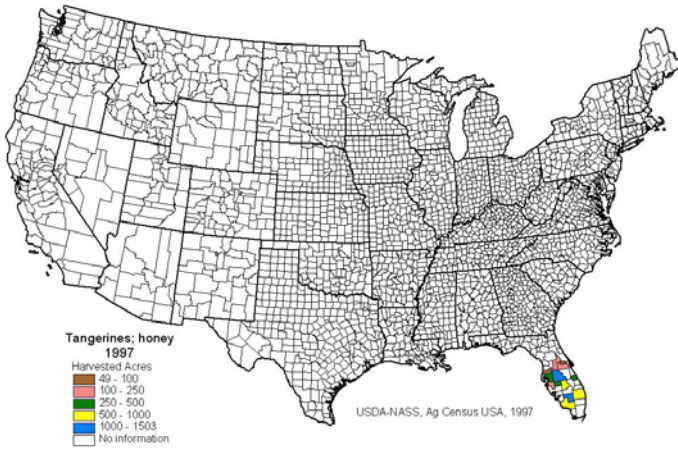 Tangerines; honey
1997
Harvested Acres
49 - 100
100 - 250
250 - 500
500 - 1000
1000 - 1503
No information
USDA-NASS, Ag Census USA, 1997